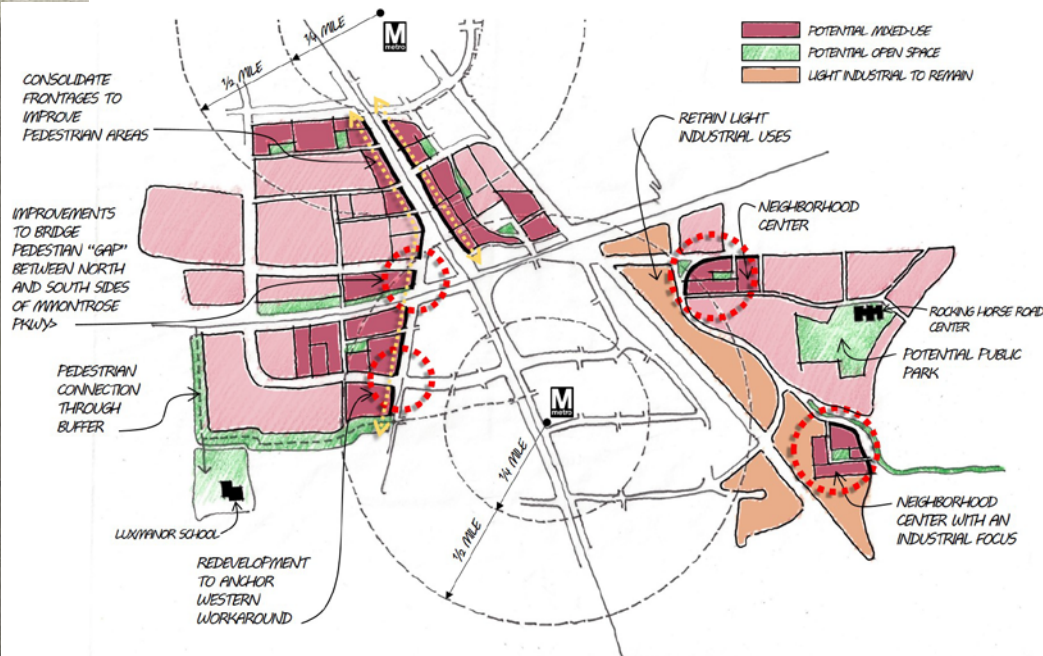 POTENTIAL MIXED-USE
POTENTIAL OPEN SPACE
LIGHT INDUSTRIAL TO REMAIN
M
metro
1/4 MILE
1/2 MILE
CONSOLIDATE
FRONTAGES TO
IMPROVE
PEDESTRIAN AREAS
RETAIN LIGHT
INDUSTRIAL USES
NEIGHBORHOOD
CENTER
IMPROVEMENTS
TO BRIDGE
PEDESTIAN "GAP"
BETWEEN NORTH
AND SOUTH SIDES
OF MMONTROSE
PKWY>
ROCKING HORSE ROAD
CENTER
POTENTIAL PUBLIC
PARK
PEDESTRIAN
CONNECTION
THROUGH
BUFFER
M
metro
1/4 MILE
1/2 MILE
LUXMANOR SCHOOL
NEIGHBORHOOD
CENTER WITH AN
INDUSTRIAL FOCUS
REDEVELOPMENT
TO ANCHOR
WESTERN
WORKAROUND